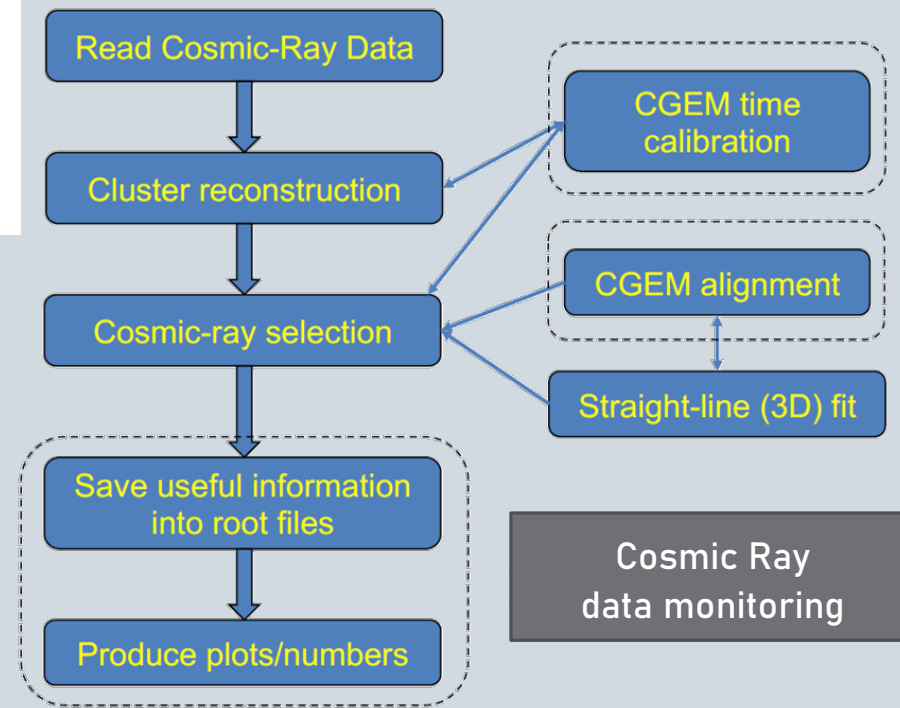 Read Cosmic-Ray Data
Cluster reconstruction
Cosmic-ray selection
Save useful information
into root files
Produce plots/numbers
CGEM time
calibration
CGEM alignment
Straight-line (3D) fit
Cosmic Ray
data monitoring